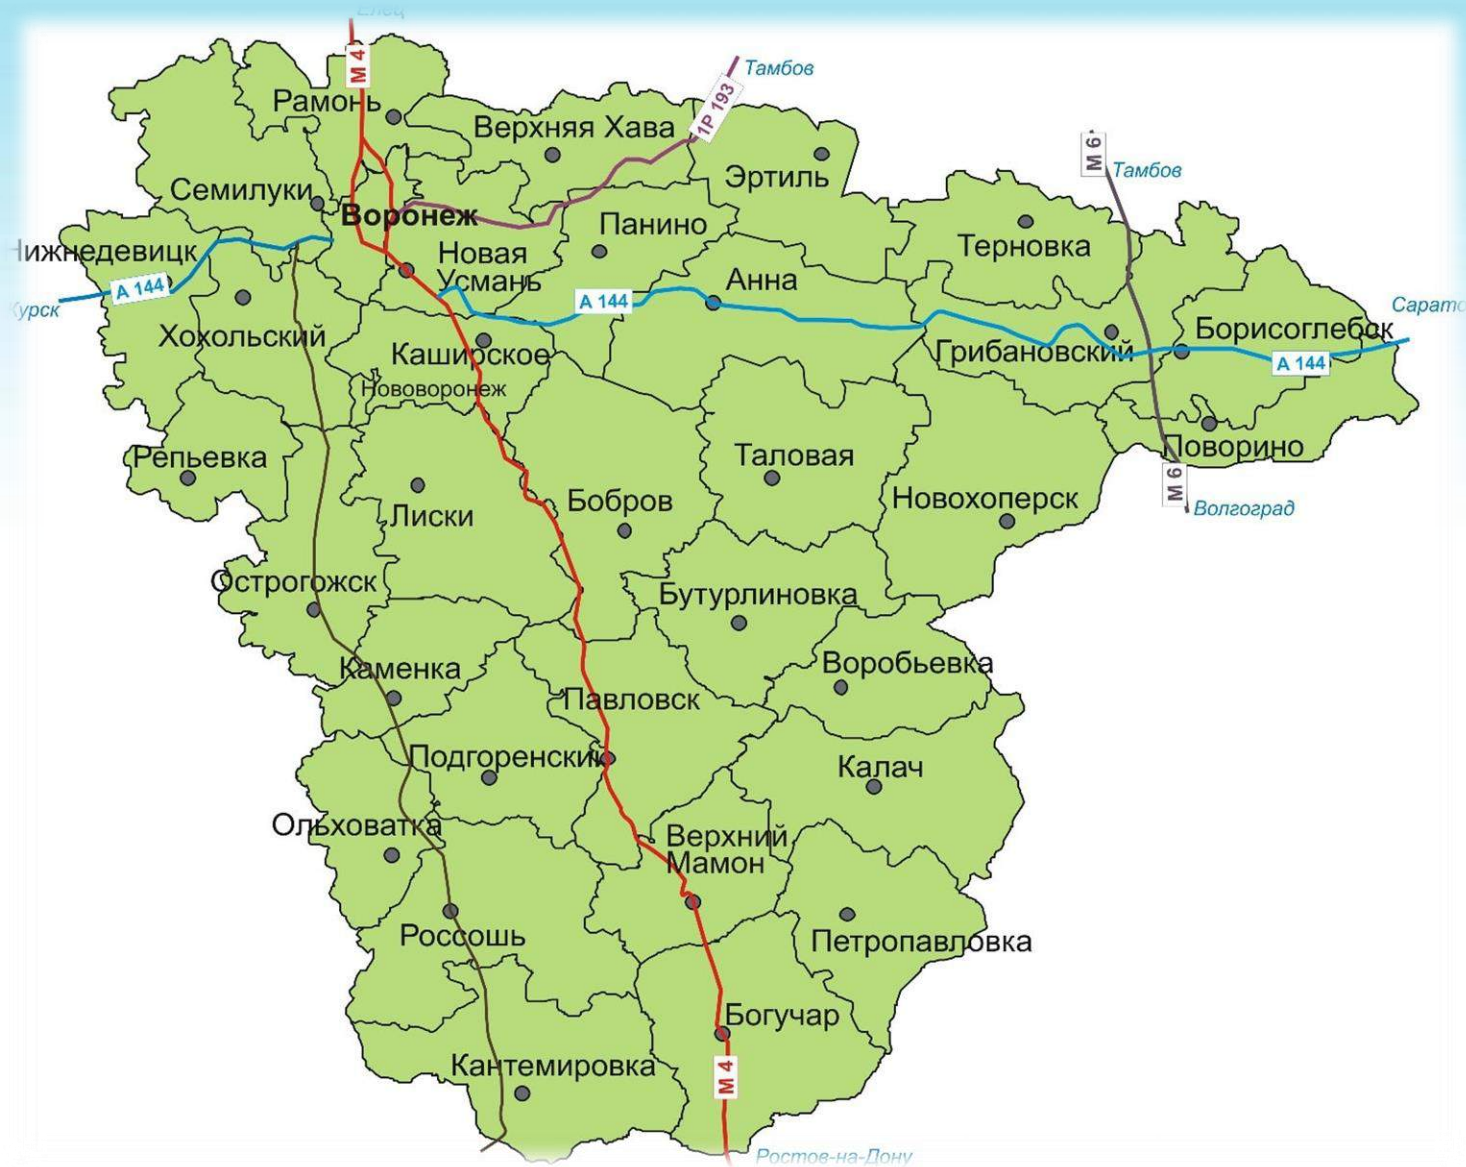 Елец
М 4
Тамбов
1Р 193
Рамонь
Верхняя Хава
Эртиль
М 6
Тамбов
Семилуки
Воронеж
Панино
Терновка
Нижнедевицк
Новая
Усмань
Анна
А 144
Курск
А 144
Саратов
Хохольский
Каширское
Грибановский
Борисоглебск
А 144
Нововоронеж
Репьевка
Таловая
Поворино
М 6
Лиски
Бобров
Новохоперск
Волгоград
Острогожск
Бутурлиновка
Каменка
Воробьевка
Павловск
Подгоренский
Калач
Ольховатка
Верхний
Мамон
Россошь
Петропавловка
Богучар
Кантемировка
М 4
Ростов-на-Дону